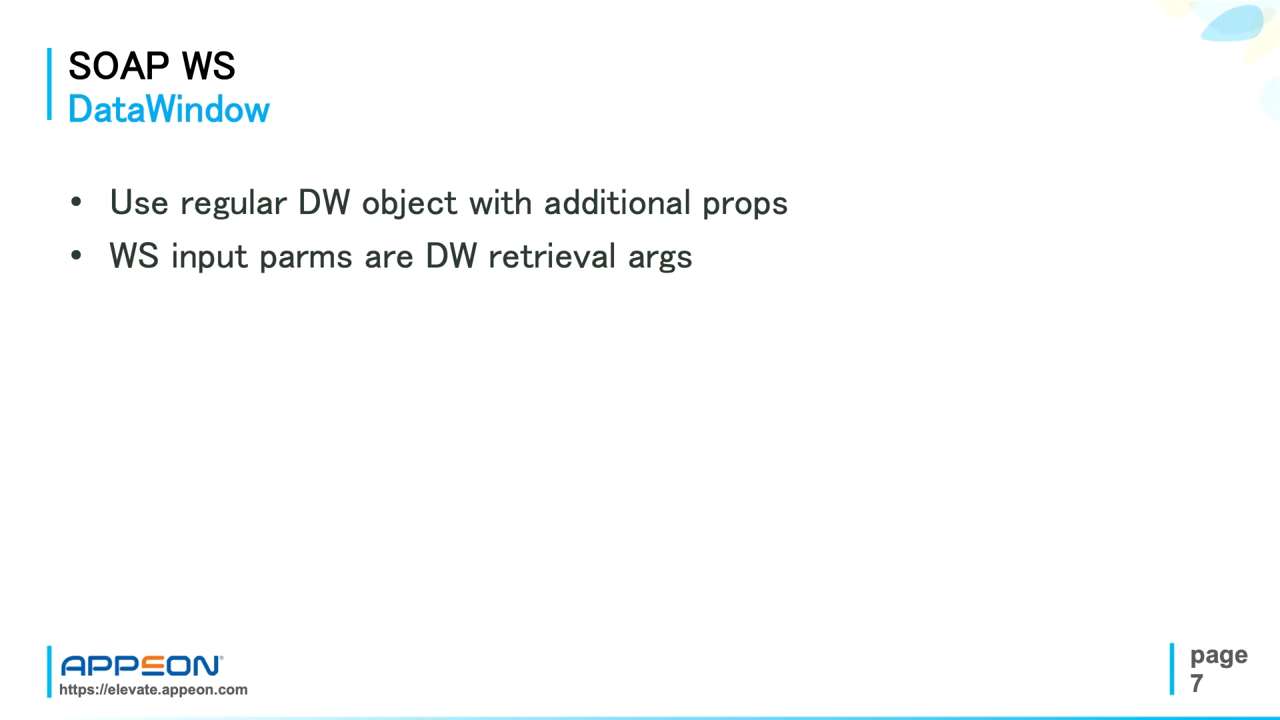 SOAP WS
DataWindow
• Use regular DW object with additional props
• WS input parms are DW retrieval args
APPEON®
https://elevate.appeon.com
page
7